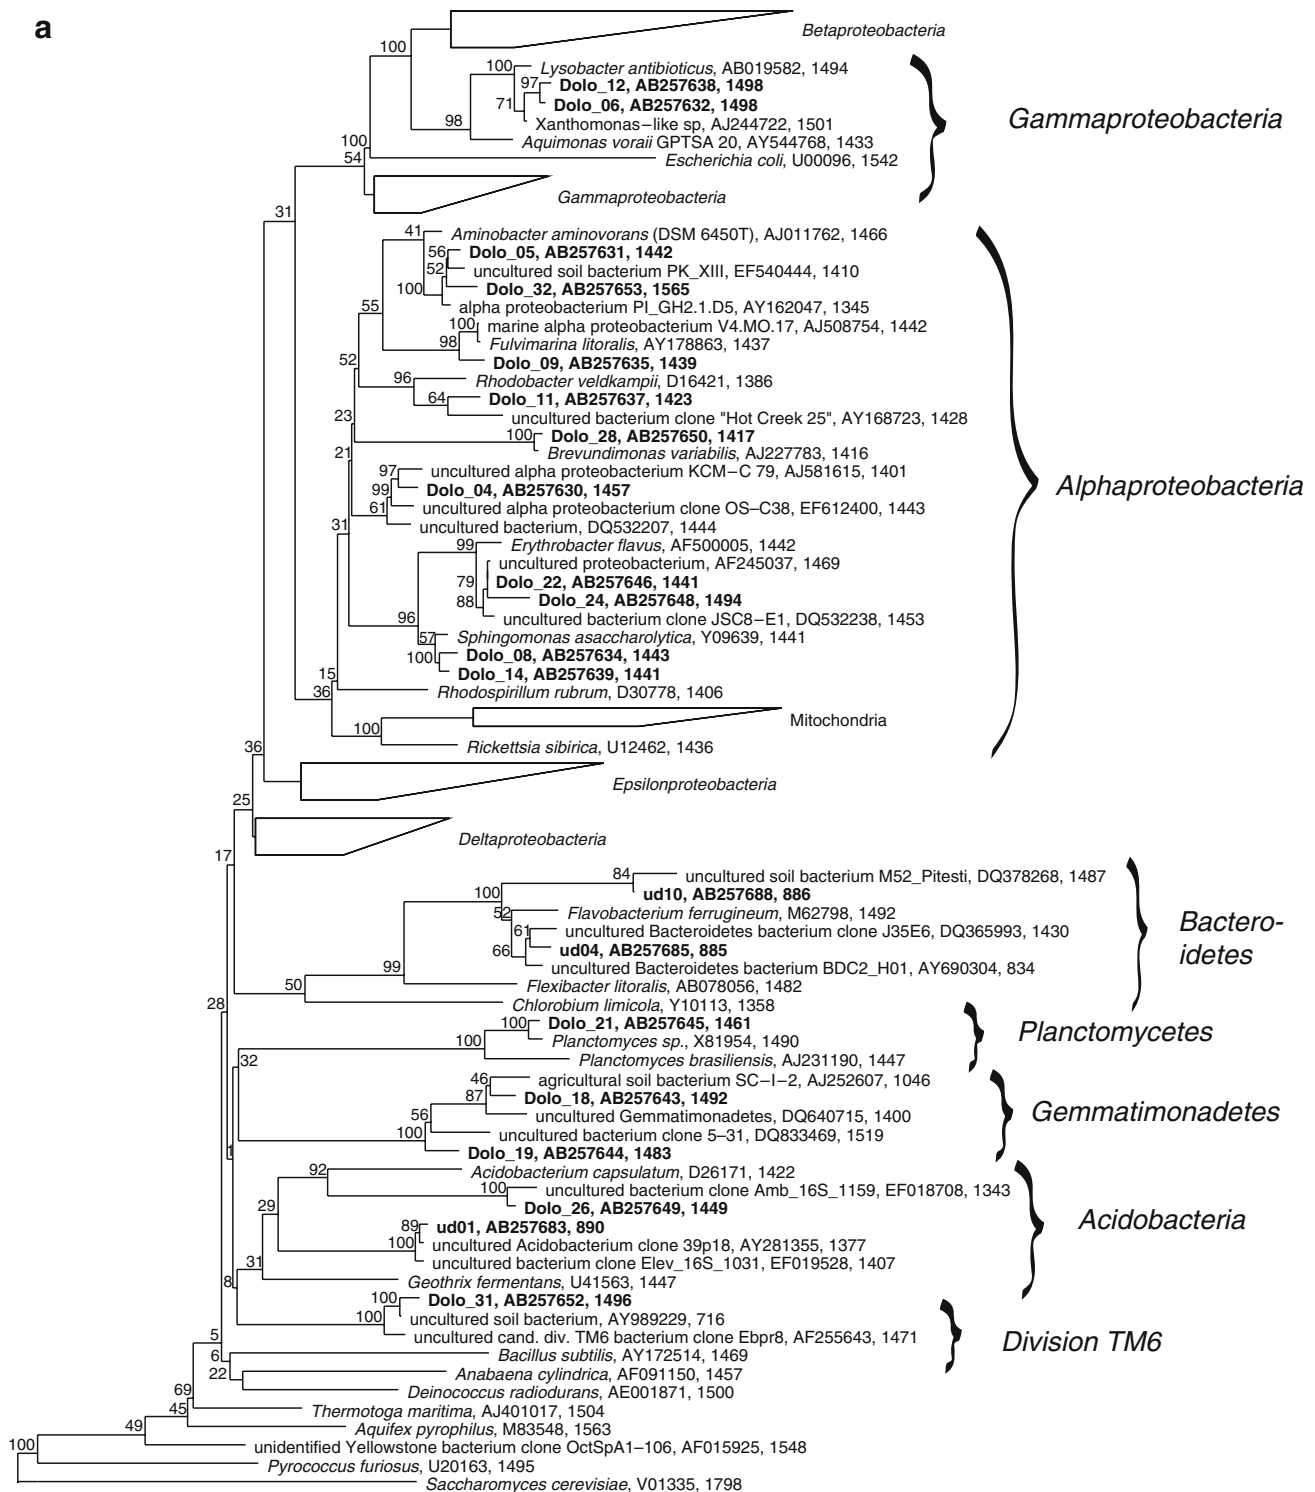 a
Betaproteobacteria
100
100 Lysobacter antibioticus, AB019582, 1494
97 Dolo_12, AB257638, 1498
71 Dolo_06, AB257632, 1498
Xanthomonas−like sp, AJ244722, 1501
98
Aquimonas voraii GPTSA 20, AY544768, 1433
100
54
Escherichia coli, U00096, 1542
Gammaproteobacteria
Gammaproteobacteria
31
41 Aminobacter aminovorans (DSM 6450T), AJ011762, 1466
56 Dolo_05, AB257631, 1442
52 uncultured soil bacterium PK_XIII, EF540444, 1410
100 Dolo_32, AB257653, 1565
55 alpha proteobacterium PI_GH2.1.D5, AY162047, 1345
100 marine alpha proteobacterium V4.MO.17, AJ508754, 1442
98 Fulvimarina litoralis, AY178863, 1437
52 Dolo_09, AB257635, 1439
96 Rhodobacter veldkampii, D16421, 1386
64 Dolo_11, AB257637, 1423
23 uncultured bacterium clone "Hot Creek 25", AY168723, 1428
100 Dolo_28, AB257650, 1417
21 Brevundimonas variabilis, AJ227783, 1416
97 uncultured alpha proteobacterium KCM−C 79, AJ581615, 1401
99 Dolo_04, AB257630, 1457
61 uncultured alpha proteobacterium clone OS−C38, EF612400, 1443
31 uncultured bacterium, DQ532207, 1444
99 Erythrobacter flavus, AF500005, 1442
uncultured proteobacterium, AF245037, 1469
79 Dolo_22, AB257646, 1441
88 Dolo_24, AB257648, 1494
96 uncultured bacterium clone JSC8−E1, DQ532238, 1453
57 Sphingomonas asaccharolytica, Y09639, 1441
100 Dolo_08, AB257634, 1443
15 Dolo_14, AB257639, 1441
36 Rhodospirillum rubrum, D30778, 1406
Alphaproteobacteria
Mitochondria
100
Rickettsia sibirica, U12462, 1436
36
Epsilonproteobacteria
25
Deltaproteobacteria
17
84 uncultured soil bacterium M52_Pitesti, DQ378268, 1487
100 ud10, AB257688, 886
52 Flavobacterium ferrugineum, M62798, 1492
61 uncultured Bacteroidetes bacterium clone J35E6, DQ365993, 1430
66 ud04, AB257685, 885
99 uncultured Bacteroidetes bacterium BDC2_H01, AY690304, 834
50 Flexibacter litoralis, AB078056, 1482
28 Chlorobium limicola, Y10113, 1358
Bactero-
idetes
100 Dolo_21, AB257645, 1461
100 Planctomyces sp., X81954, 1490
32 Planctomyces brasiliensis, AJ231190, 1447
Planctomycetes
46 agricultural soil bacterium SC−I−2, AJ252607, 1046
87 Dolo_18, AB257643, 1492
56 uncultured Gemmatimonadetes, DQ640715, 1400
100 uncultured bacterium clone 5−31, DQ833469, 1519
1 Dolo_19, AB257644, 1483
Gemmatimonadetes
92 Acidobacterium capsulatum, D26171, 1422
100 uncultured bacterium clone Amb_16S_1159, EF018708, 1343
29 Dolo_26, AB257649, 1449
89 ud01, AB257683, 890
100 uncultured Acidobacterium clone 39p18, AY281355, 1377
31 uncultured bacterium clone Elev_16S_1031, EF019528, 1407
8 Geothrix fermentans, U41563, 1447
Acidobacteria
100 Dolo_31, AB257652, 1496
100 uncultured soil bacterium, AY989229, 716
5 uncultured cand. div. TM6 bacterium clone Ebpr8, AF255643, 1471
Division TM6
6 Bacillus subtilis, AY172514, 1469
22 Anabaena cylindrica, AF091150, 1457
69 Deinococcus radiodurans, AE001871, 1500
45 Thermotoga maritima, AJ401017, 1504
49 Aquifex pyrophilus, M83548, 1563
100 unidentified Yellowstone bacterium clone OctSpA1−106, AF015925, 1548
Pyrococcus furiosus, U20163, 1495
Saccharomyces cerevisiae, V01335, 1798